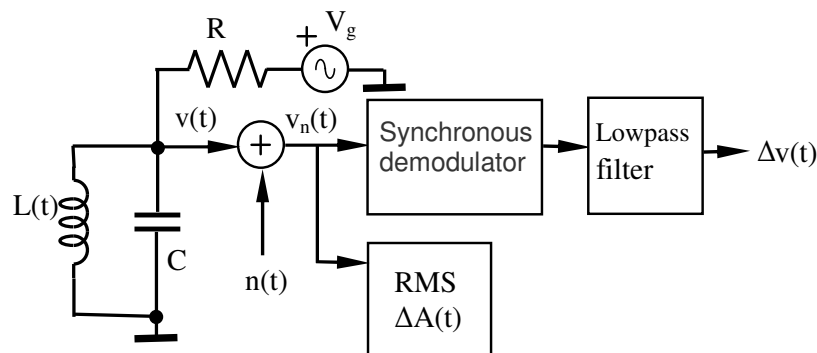 R
+ V_g
v(t)
+
v_n(t)
Synchronous
demodulator
Lowpass
filter
Δv(t)
L(t)
C
n(t)
RMS
ΔA(t)